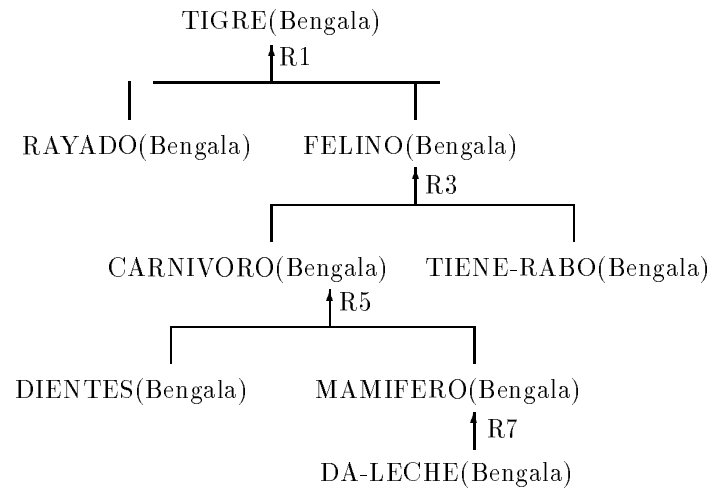 TIGRE(Bengala)
R1
RAYADO(Bengala) FELINO(Bengala)
R3
CARNIVORO(Bengala) TIENE-RABO(Bengala)
R5
DIENTES(Bengala) MAMIFERO(Bengala)
R7
DA-LECHE(Bengala)